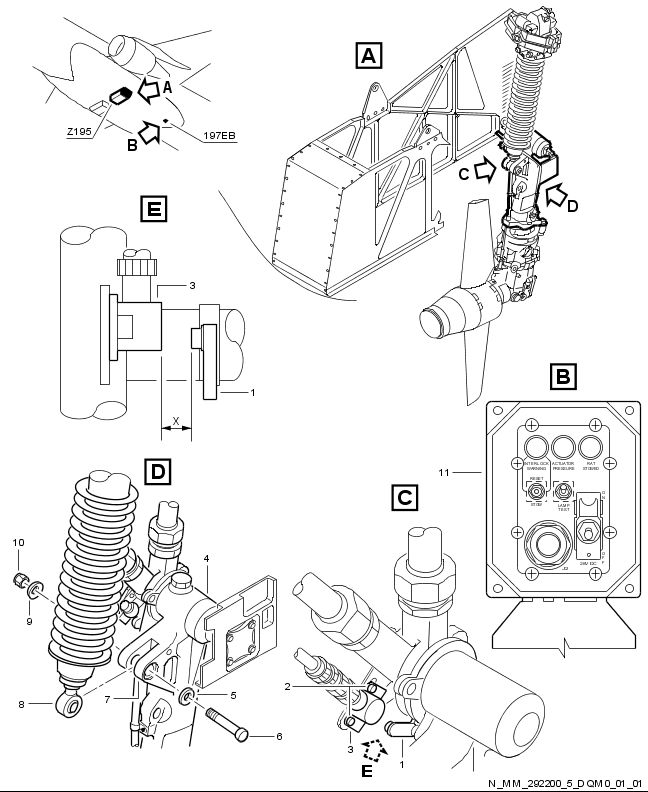 A
Z195
B
197EB
A
C
D
E
3
1
X
B
11
INTERLOCK WARNING
ACTUATOR PRESSURE
RAT STOWED
RESET
STOW
LAMP TEST
ON
OFF
J2
28V DC
D
10
9
8
7
4
5
6
C
2
3
1
E
N_MM_292200_5_DQM0_01_01